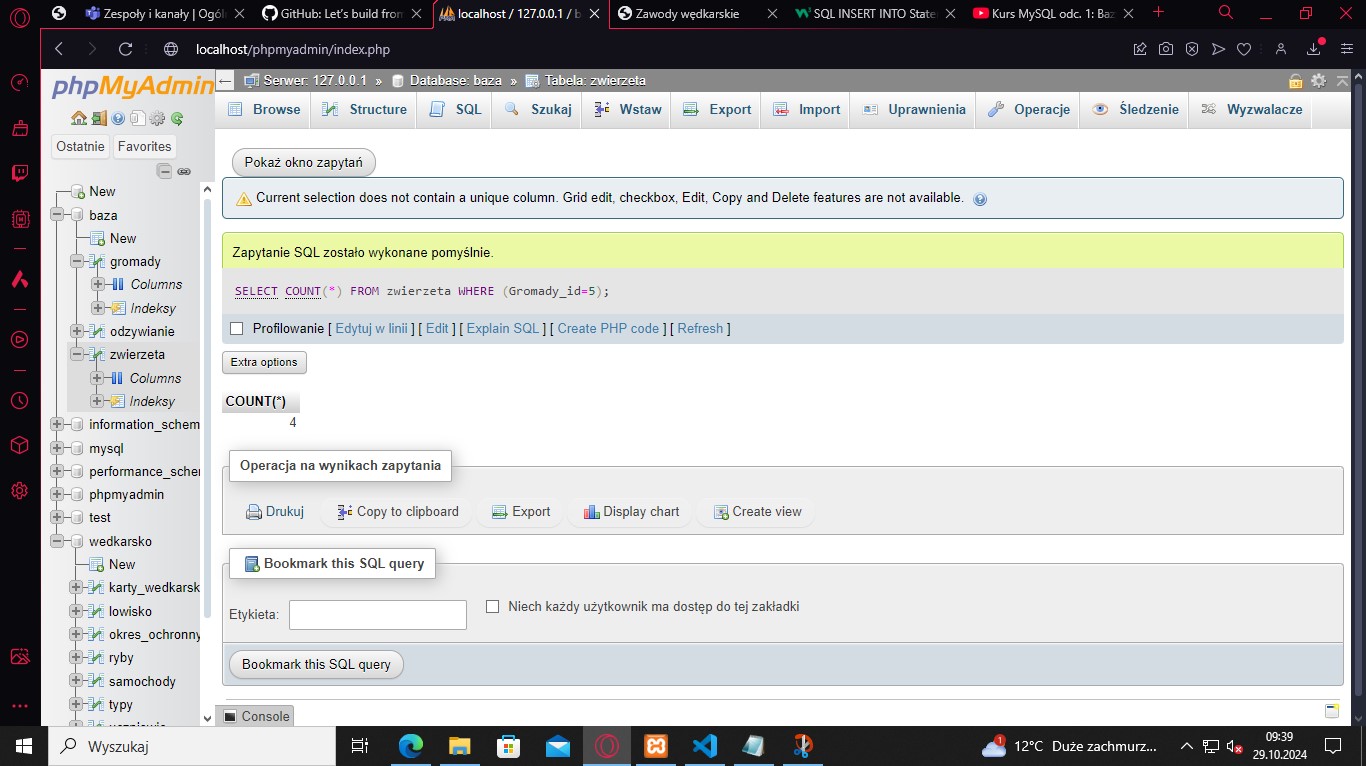 Zespoły i kanały | Ogól
GitHub: Let's build from
localhost / 127.0.0.1 / b
Zawody wędkarskie
SQL INSERT INTO State
Kurs MySQL odc. 1: Baz
localhost/phpmyadmin/index.php
phpMyAdmin
Serwer: 127.0.0.1 » Database: baza » Tabela: zwierzeta
Browse
Structure
SQL
Szukaj
Wstaw
Export
Import
Uprawnienia
Operacje
Śledzenie
Wyzwalacze
Ostatnie
Favorites
New
baza
New
gromady
Columns
Indeksy
odzywianie
zwierzeta
Columns
Indeksy
information_schem
mysql
performance_scher
phpmyadmin
test
wedkarsko
New
karty_wedkarsk
lowisko
okres_ochronny
ryby
samochody
typy
Pokaż okno zapytań
Current selection does not contain a unique column. Grid edit, checkbox, Edit, Copy and Delete features are not available.
Zapytanie SQL zostało wykonane pomyślnie.
SELECT COUNT(*) FROM zwierzeta WHERE (Gromady_id=5);
Profilowanie [ Edytuj w linii ] [ Edit ] [ Explain SQL ] [ Create PHP code ] [ Refresh ]
Extra options
COUNT(*)
4
Operacja na wynikach zapytania
Drukuj
Copy to clipboard
Export
Display chart
Create view
Bookmark this SQL query
Etykieta:
Niech każdy użytkownik ma dostęp do tej zakładki
Bookmark this SQL query
Console
Wyszukaj
1
12°C Duże zachmurz...
09:39
29.10.2024